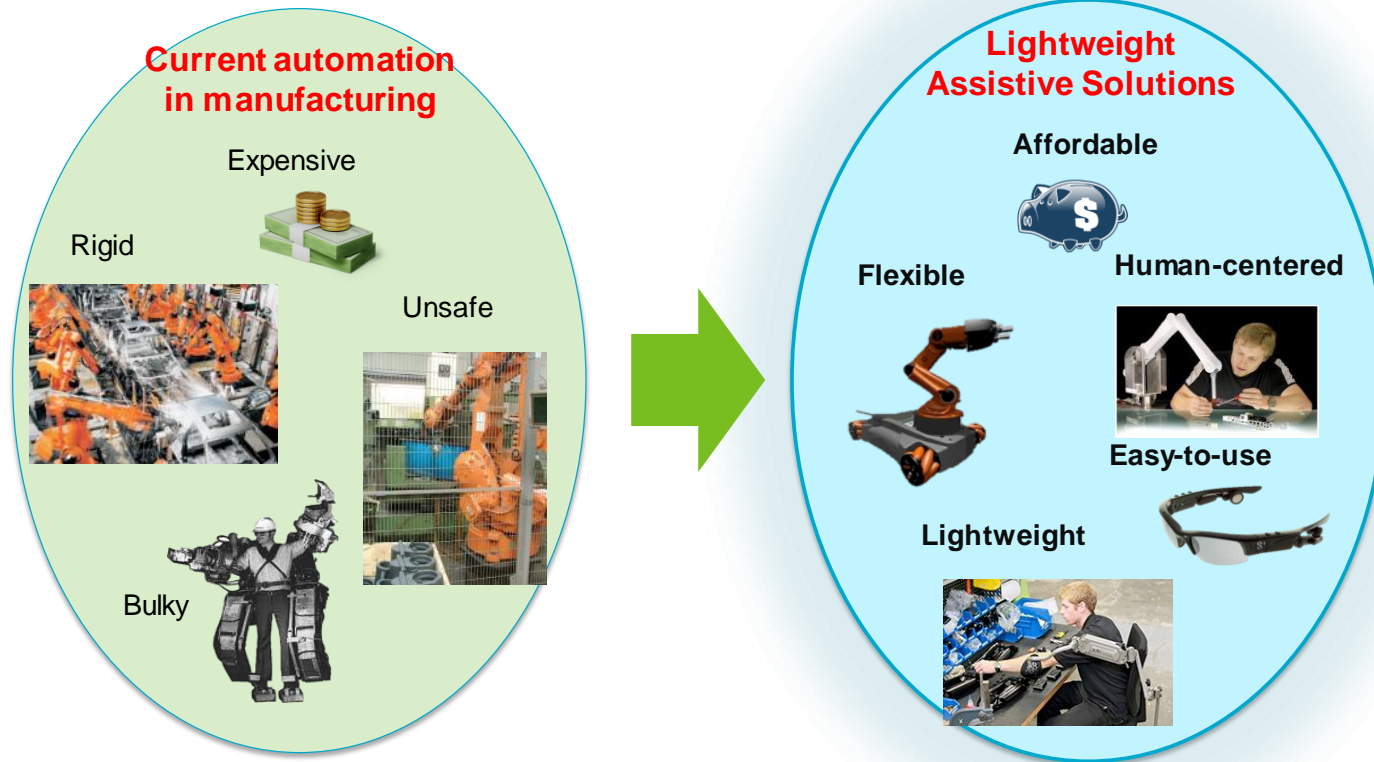 Current automation
in manufacturing
Expensive
Rigid
Unsafe
Bulky
Lightweight
Assistive Solutions
Affordable
$
Flexible
Human-centered
Easy-to-use
Lightweight